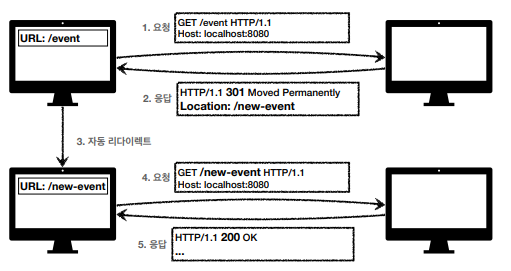 URL: /event
1. 요청
GET /event HTTP/1.1
Host: localhost:8080
2. 응답
HTTP/1.1 301 Moved Permanently
Location: /new-event
3. 자동 리다이렉트
URL: /new-event
4. 요청
GET /new-event HTTP/1.1
Host: localhost:8080
5. 응답
HTTP/1.1 200 OK
...